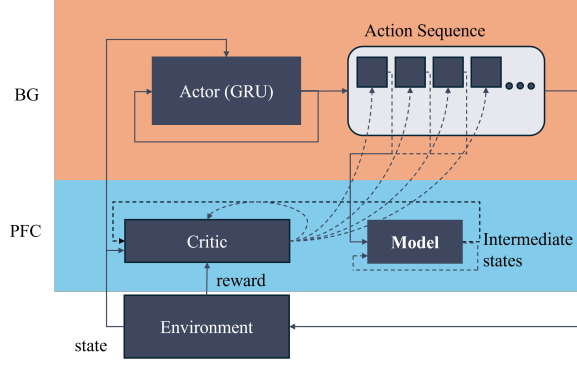 Action Sequence
BG
Actor (GRU)
PFC
Critic
Model
Intermediate
states
reward
Environment
state